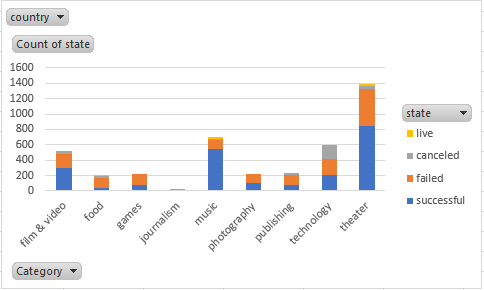 country
Count of state
1600
1400
1200
1000
800
600
400
200
0
film & video
food
games
journalism
music
photography
publishing
technology
theater
state
live
canceled
failed
successful
Category